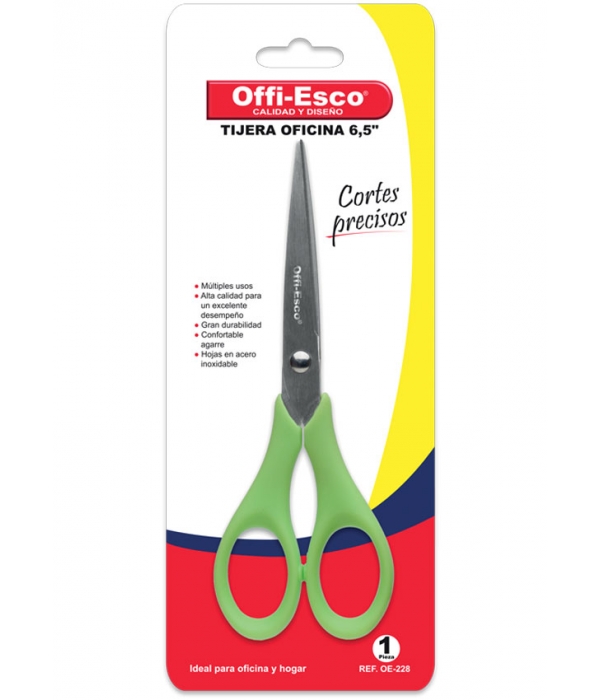 Offi-Esco®
CALIDAD Y DISEÑO
TIJERA OFICINA 6,5"
Cortes
precisos
Offi-Esco®
• Múltiples usos
• Alta calidad para
un excelente
desempeño
• Gran durabilidad
• Confortable
agarre
• Hojas en acero
inoxidable
1
Pieza
Ideal para oficina y hogar
REF. OE-228